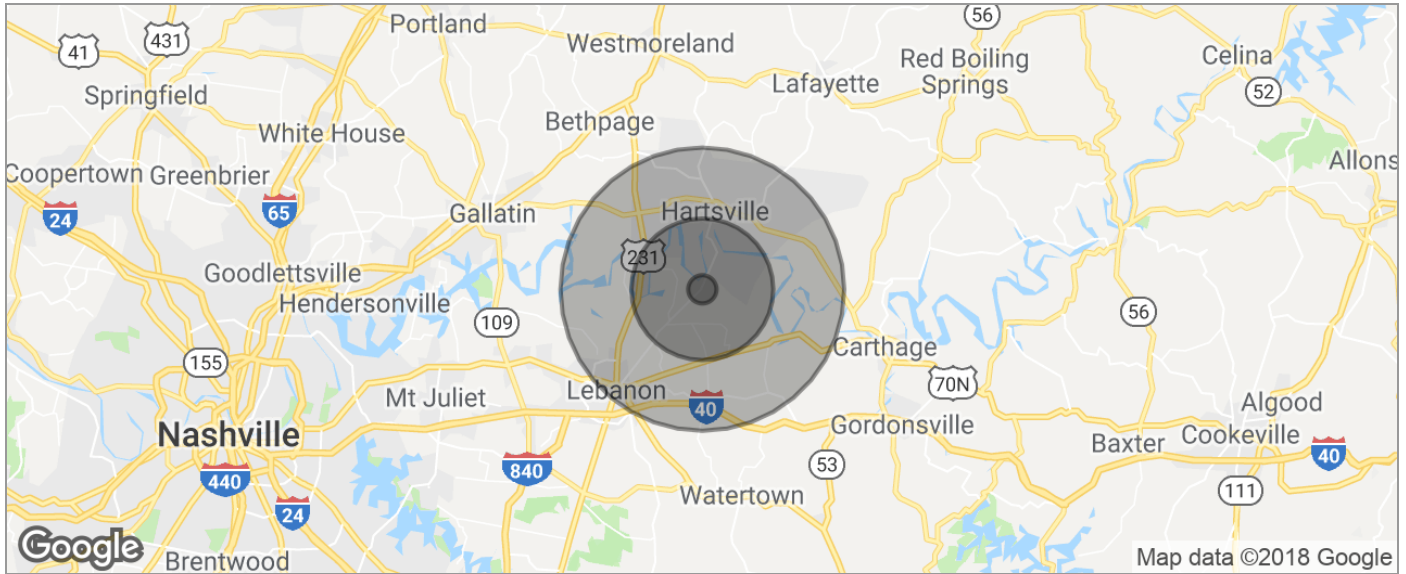 Portland
56
431
41
Westmoreland
Celina
Red Boiling
Springs
Lafayette
52
Springfield
Bethpage
White House
Allons
Coopertown
Greenbrier
24
65
Gallatin
Hartsville
231
Goodlettsville
Hendersonville
109
56
155
Carthage
70N
Mt Juliet
Lebanon
40
Algood
Gordonsville
Baxter
Cookeville
Nashville
40
840
53
440
111
Watertown
24
Google
Brentwood
Map data ©2018 Google